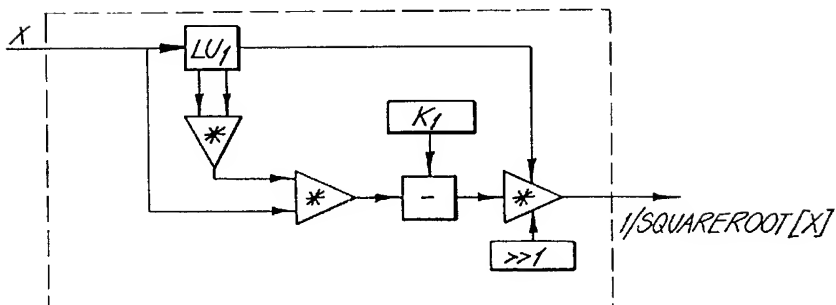 X
LU1
*
K1
*
-
*
>>1
1/SQUAREROOT[X]